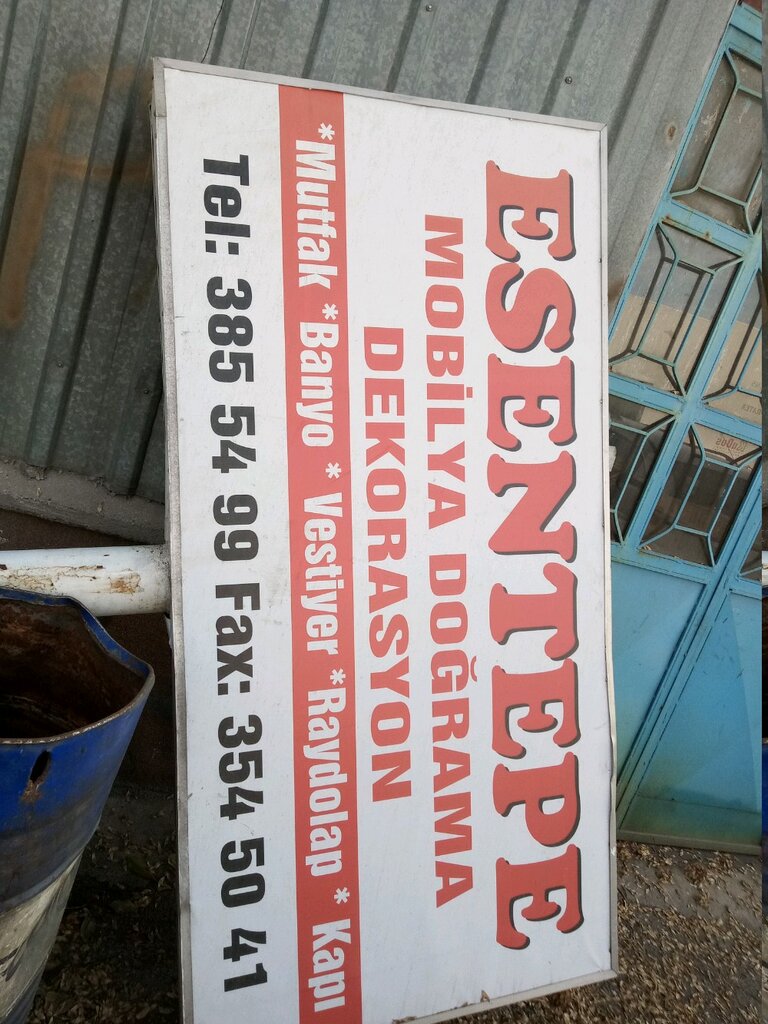 ESENTEPE
MOBİLYA DOĞRAMA
DEKORASYON
*Mutfak *Banyo * Vestiyer *Raydolap * Kapı
Tel: 385 54 99 Fax: 354 50 41